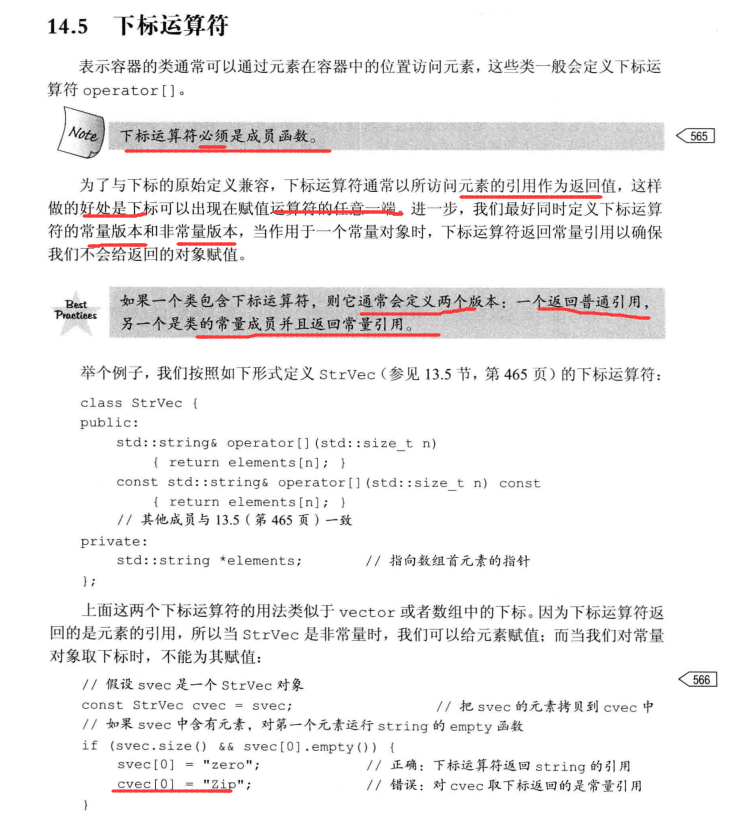 14.5 下标运算符
表示容器的类通常可以通过元素在容器中的位置访问元素，这些类一般会定义下标运
算符 operator[]。
Note
下标运算符必须是成员函数。
565
为了与下标的原始定义兼容，下标运算符通常以所访问元素的引用作为返回值，这样
做的好处是下标可以出现在赋值运算符的任意一端。进一步，我们最好同时定义下标运算
符的常量版本和非常量版本，当作用于一个常量对象时，下标运算符返回常量引用以确保
我们不会给返回的对象赋值。
Best
Practices
如果一个类包含下标运算符，则它通常会定义两个版本：一个返回普通引用，
另一个是类的常量成员并且返回常量引用。
举个例子，我们按照如下形式定义 StrVec（参见 13.5 节，第 465 页）的下标运算符：
class StrVec {
public:
std::string& operator[](std::size_t n)
{ return elements[n]; }
const std::string& operator[](std::size_t n) const
{ return elements[n]; }
// 其他成员与 13.5（第 465 页）一致
private:
std::string *elements; // 指向数组首元素的指针
};
上面这两个下标运算符的用法类似于 vector 或者数组中的下标。因为下标运算符返
回的是元素的引用，所以当 StrVec 是非常量时，我们可以给元素赋值；而当我们对常量
对象取下标时，不能为其赋值：
566
// 假设 svec 是一个 StrVec 对象
const StrVec cvec = svec; // 把 svec 的元素拷贝到 cvec 中
// 如果 svec 中含有元素，对第一个元素运行 string 的 empty 函数
if (svec.size() && svec[0].empty()) {
svec[0] = "zero"; // 正确：下标运算符返回 string 的引用
cvec[0] = "Zip"; // 错误：对 cvec 取下标返回的是常量引用
}